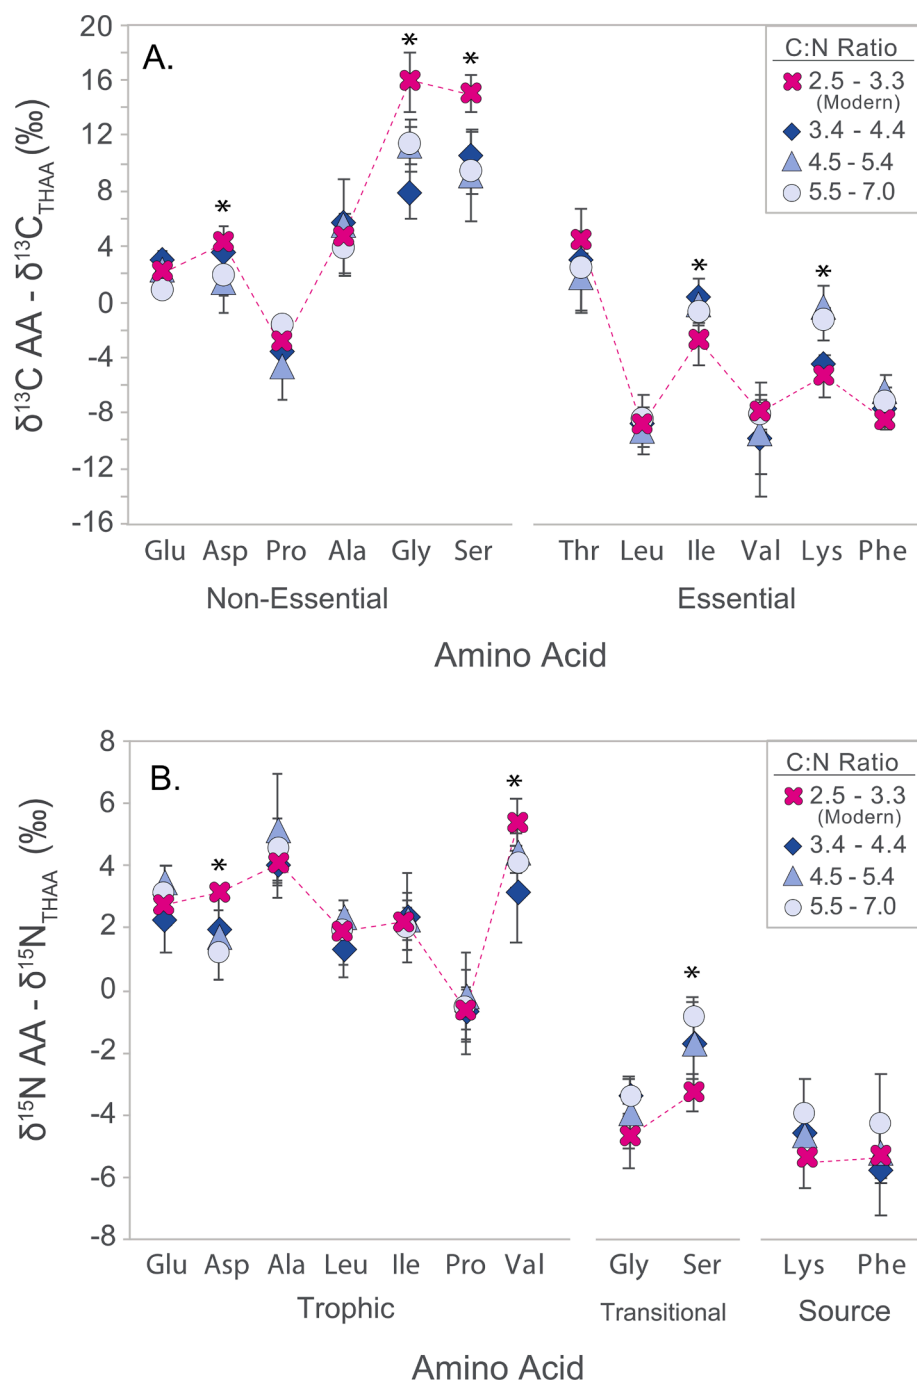 A.
δ¹³C AA - δ¹³C_THAA (‰)
20
16
12
8
4
0
-4
-8
-12
-16
*
*
*
*
*
C:N Ratio
2.5 - 3.3
(Modern)
3.4 - 4.4
4.5 - 5.4
5.5 - 7.0
Glu Asp Pro Ala Gly Ser Thr Leu Ile Val Lys Phe
Non-Essential Essential
Amino Acid
B.
δ¹⁵N AA - δ¹⁵N_THAA (‰)
8
6
4
2
0
-2
-4
-6
-8
*
*
*
C:N Ratio
2.5 - 3.3
(Modern)
3.4 - 4.4
4.5 - 5.4
5.5 - 7.0
Glu Asp Ala Leu Ile Pro Val Gly Ser Lys Phe
Trophic Transitional Source
Amino Acid